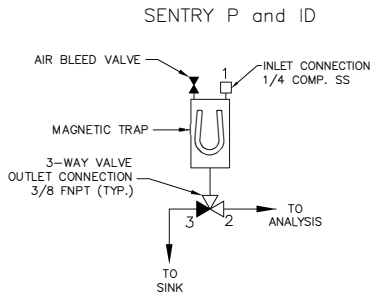 SENTRY P and ID
AIR BLEED VALVE
1
INLET CONNECTION
1/4 COMP. SS
MAGNETIC TRAP
3-WAY VALVE
OUTLET CONNECTION
3/8 FNPT (TYP.)
3
2
TO
ANALYSIS
TO
SINK